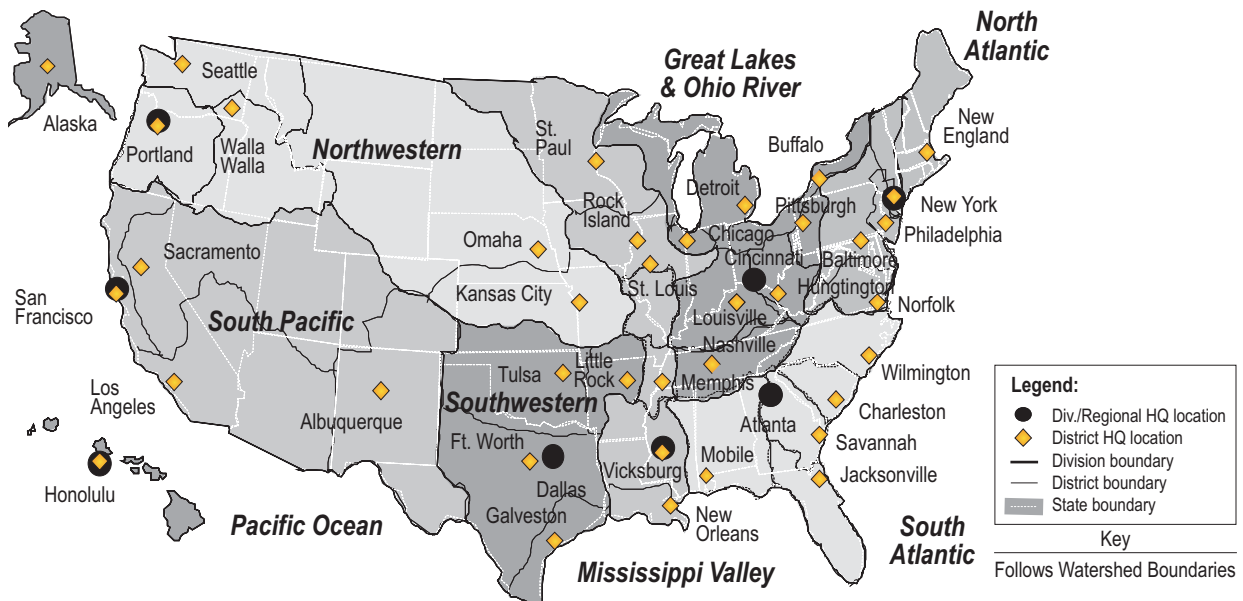 North
Atlantic
Great Lakes
& Ohio River
Seattle
Alaska
St.
Paul
New
England
Buffalo
Portland
Walla
Walla
Northwestern
Detroit
Rock
Island
Pittsburgh
New York
Chicago
Philadelphia
Omaha
Sacramento
Cincinnati
Baltimore
Kansas City
St. Louis
Hungtington
San
Francisco
Norfolk
South Pacific
Louisville
Nashville
Little
Rock
Tulsa
Memphis
Wilmington
Los
Angeles
Albuquerque
Southwestern
Atlanta
Charleston
Ft. Worth
Savannah
Vicksburg
Mobile
Honolulu
Dallas
Jacksonville
Galveston
New
Orleans
Pacific Ocean
South
Atlantic
Mississippi Valley
Legend:
Div./Regional HQ location
District HQ location
Division boundary
District boundary
State boundary
Key
Follows Watershed Boundaries